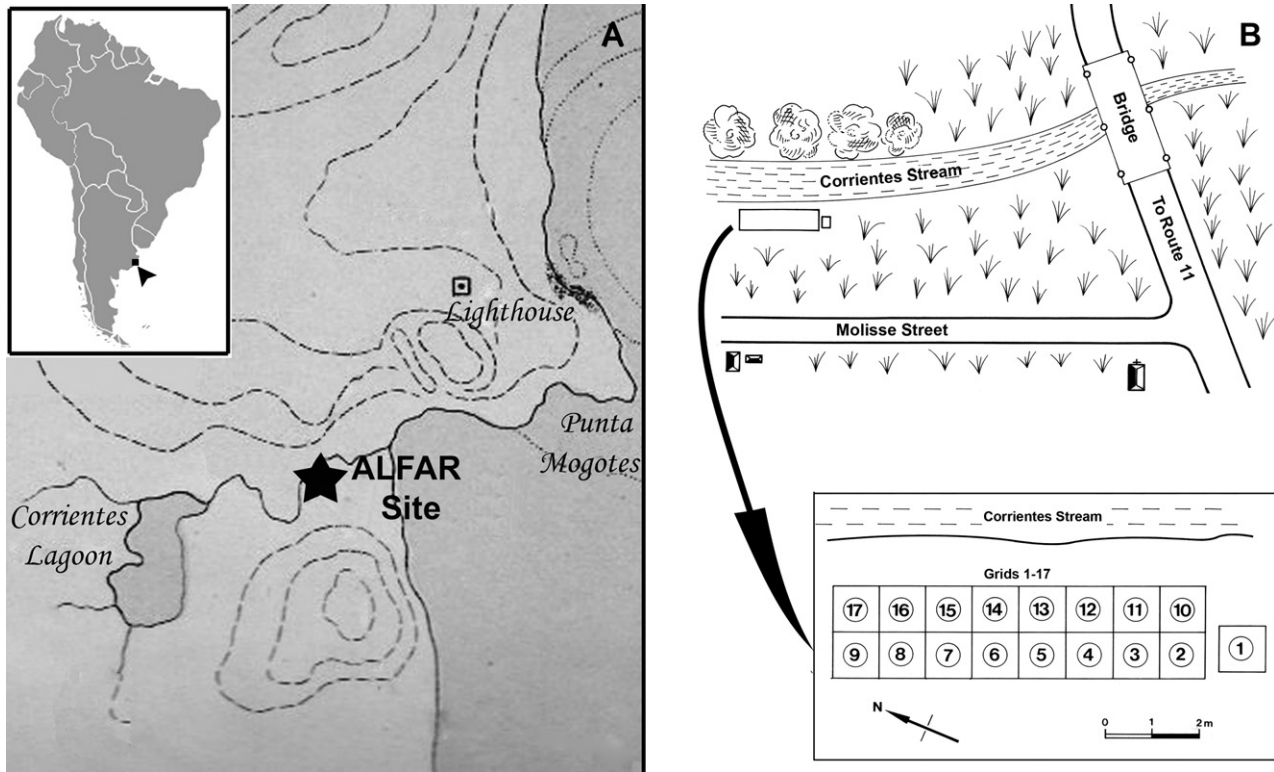 A
Lighthouse
Punta
Mogotes
ALFAR
Site
Corrientes
Lagoon
B
Bridge
Corrientes Stream
To Route 11
Molisse Street
Corrientes Stream
Grids 1-17
17 16 15 14 13 12 11 10
9 8 7 6 5 4 3 2 1
N
0 1 2 m